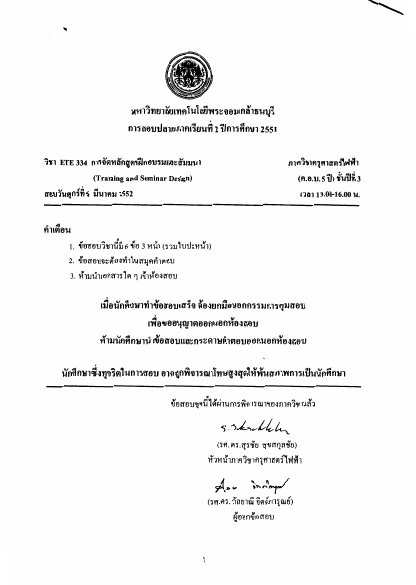 มหาวิทยาลัยเทคโนโลยีพระจอมเกล้าธนบุรี
การสอบปลายภาคเรียนที่ 2 ปีการศึกษา 2551
วิชา ETE 334 การจัดหลักสูตรฝึกอบรมและสัมมนา ภาควิชาครุศาสตร์ไฟฟ้า
(Training and Seminar Design) (ค.อ.บ. 5 ปี) ชั้นปีที่ 3
สอบวันศุกร์ที่ 6 มีนาคม 2552 เวลา 13.00-16.00 น.
คำเตือน
1. ข้อสอบวิชานี้มี 6 ข้อ 3 หน้า (รวมใบปะหน้า)
2. ข้อสอบจะต้องทำในสมุดคำตอบ
3. ห้ามนำเอกสารใด ๆ เข้าห้องสอบ
เมื่อนักศึกษาทำข้อสอบเสร็จ ต้องยกมือบอกกรรมการคุมสอบ
เพื่อขออนุญาตออกนอกห้องสอบ
ห้ามนักศึกษานำข้อสอบและกระดาษคำตอบออกนอกห้องสอบ
นักศึกษาซึ่งทุจริตในการสอบ อาจถูกพิจารณาโทษสูงสุดให้พ้นสภาพการเป็นนักศึกษา
ข้อสอบชุดนี้ได้ผ่านการพิจารณาของภาควิชาแล้ว
(รศ.ดร.สุรชัย สุขสกุลชัย)
หัวหน้าภาควิชาครุศาสตร์ไฟฟ้า
(รศ.ดร.กัลยาณี จิตต์การุณย์)
ผู้ออกข้อสอบ
1